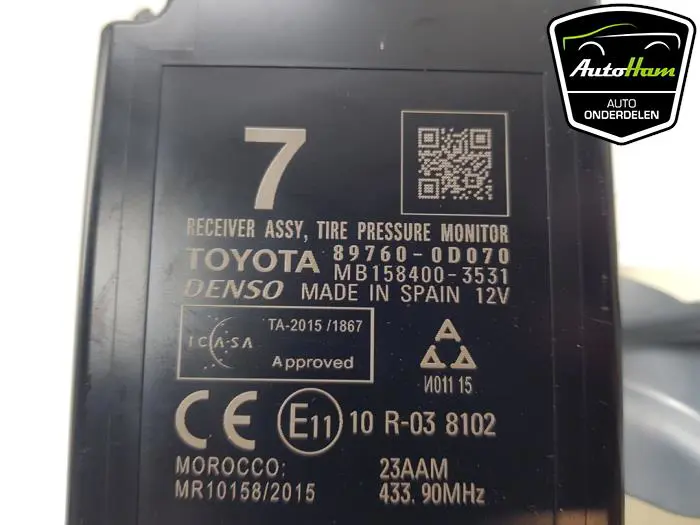 AutoHam
AUTO
ONDERDELEN
7
RECEIVER ASSY, TIRE PRESSURE MONITOR
TOYOTA 89760-0D070
MB158400-3531
DENSO MADE IN SPAIN 12V
TA-2015/1867
ICASA
Approved
И011 15
CE E11 10 R-03 8102
MOROCCO: 23AAM
MR10158/2015 433.90MHz